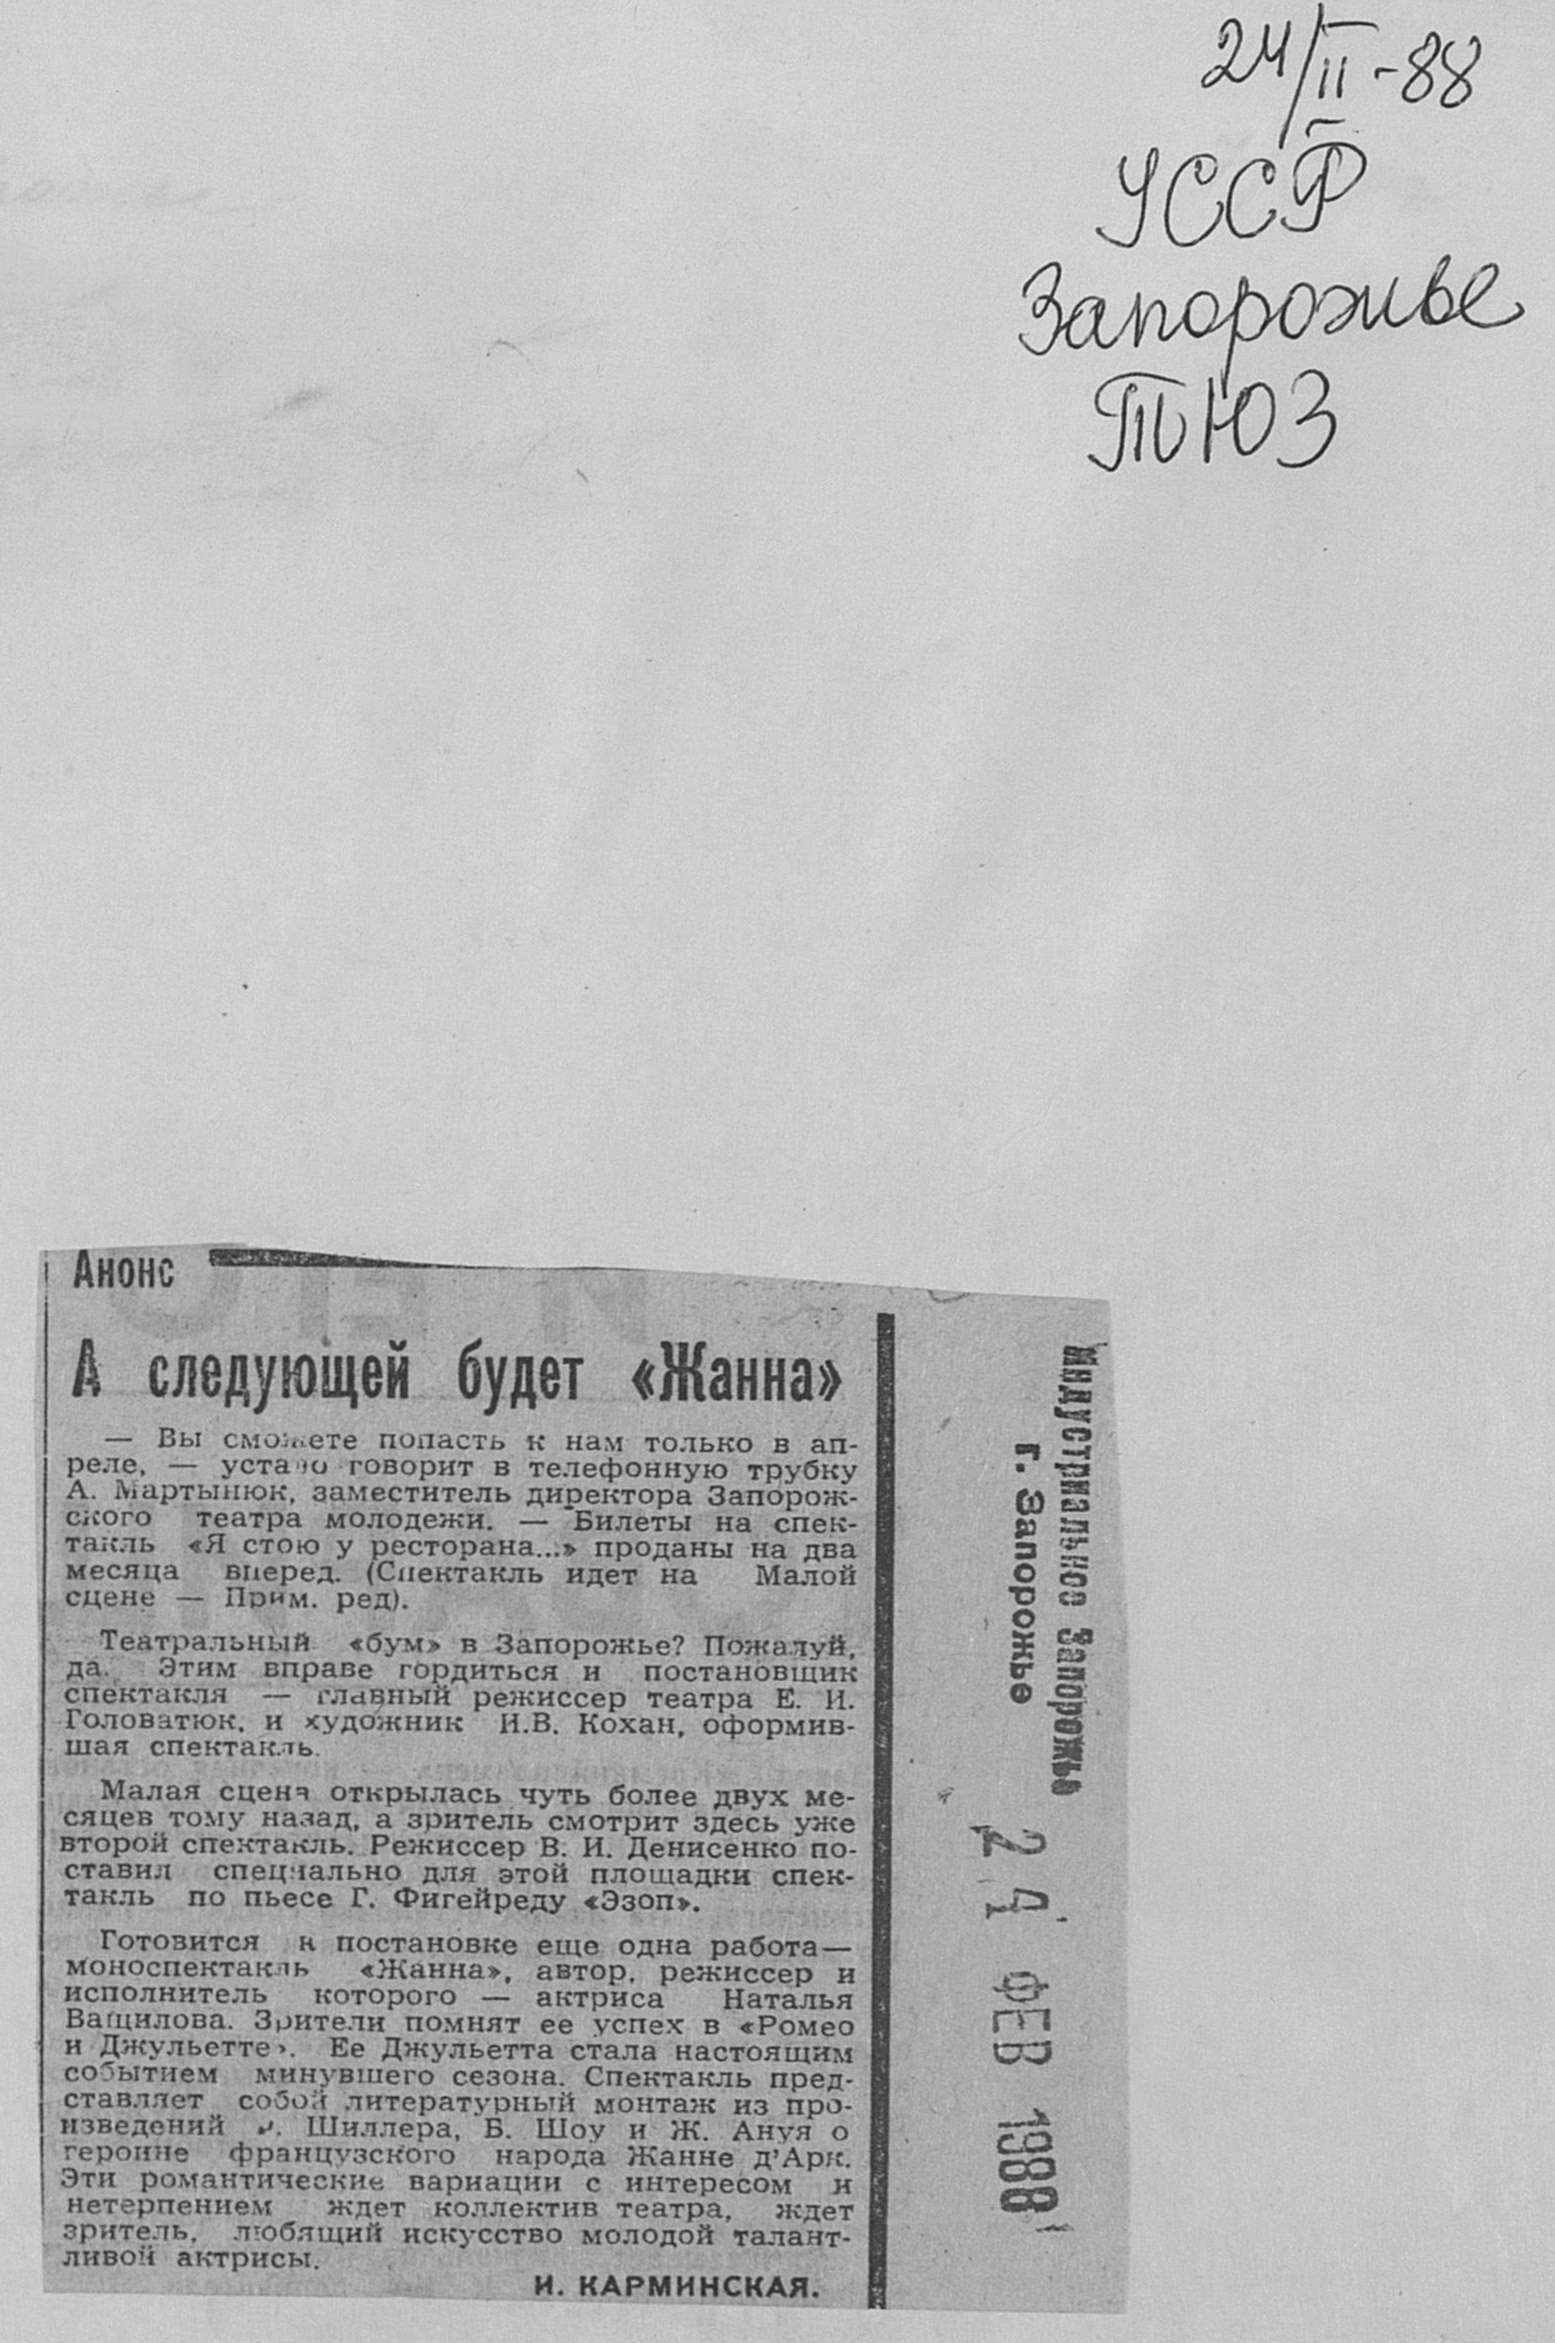 24/II-88
УССР
Запорожье
ТЮЗ
Анонс
А следующей будет «Жанна»
— Вы сможете попасть к нам только в ап-
реле, — устало говорит в телефонную трубку
А. Мартынюк, заместитель директора Запорож-
ского театра молодежи. — Билеты на спек-
такль «Я стою у ресторана...» проданы на два
месяца вперед. (Спектакль идет на Малой
сцене — Прим. ред).
Театральный «бум» в Запорожье? Пожалуй,
да. Этим вправе гордиться и постановщик
спектакля — главный режиссер театра Е. И.
Головатюк, и художник И.В. Кохан, оформив-
шая спектакль.
Малая сцена открылась чуть более двух ме-
сяцев тому назад, а зритель смотрит здесь уже
второй спектакль. Режиссер В. И. Денисенко по-
ставил специально для этой площадки спек-
такль по пьесе Г. Фигейреду «Эзоп».
Готовится к постановке еще одна работа—
моноспектакль «Жанна», автор, режиссер и
исполнитель которого — актриса Наталья
Ващилова. Зрители помнят ее успех в «Ромео
и Джульетте». Ее Джульетта стала настоящим
событием минувшего сезона. Спектакль пред-
ставляет собой литературный монтаж из про-
изведений Шиллера, Б. Шоу и Ж. Ануя о
героине французского народа Жанне д'Арк.
Эти романтические вариации с интересом и
нетерпением ждет коллектив театра, ждет
зритель, любящий искусство молодой талант-
ливой актрисы.
И. КАРМИНСКАЯ.
Индустриальное Запорожье
г. Запорожье
24 ФЕВ 1988